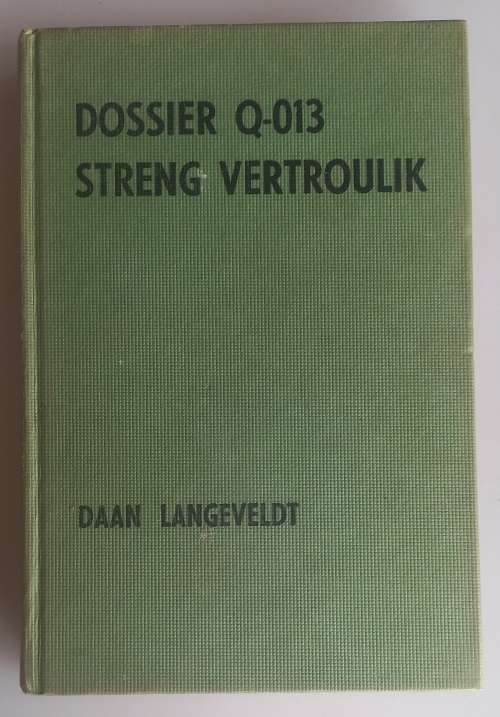 DOSSIER Q-013
STRENG VERTROULIK
DAAN LANGEVELDT